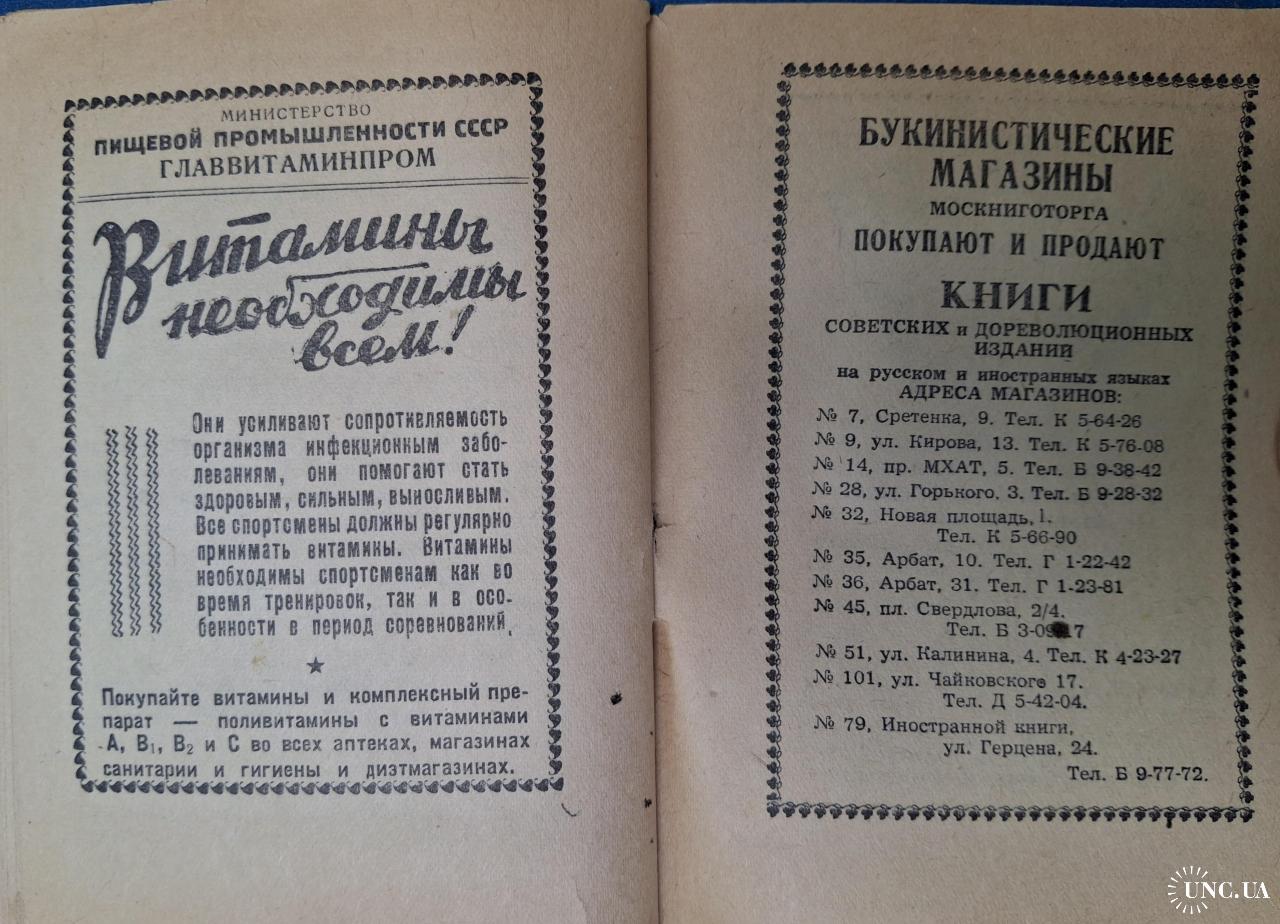 МИНИСТЕРСТВО
ПИЩЕВОЙ ПРОМЫШЛЕННОСТИ СССР
ГЛАВВИТАМИНПРОМ
Витамины
необходимы
всем!
Они усиливают сопротивляемость
организма инфекционным забо-
леваниям, они помогают стать
здоровым, сильным, выносливым.
Все спортсмены должны регулярно
принимать витамины. Витамины
необходимы спортсменам как во
время тренировок, так и в осо-
бенности в период соревнований.
Покупайте витамины и комплексный пре-
парат — поливитамины с витаминами
А, В₁, В₂ и С во всех аптеках, магазинах
санитарии и гигиены и диэтмагазинах.
БУКИНИСТИЧЕСКИЕ
МАГАЗИНЫ
МОСКНИГОТОРГА
ПОКУПАЮТ И ПРОДАЮТ
КНИГИ
СОВЕТСКИХ и ДОРЕВОЛЮЦИОННЫХ
ИЗДАНИЙ
на русском и иностранных языках
АДРЕСА МАГАЗИНОВ:
№ 7, Сретенка, 9. Тел. К 5-64-26
№ 9, ул. Кирова, 13. Тел. К 5-76-08
№ 14, пр. МХАТ, 5. Тел. Б 9-38-42
№ 28, ул. Горького, 3. Тел. Б 9-28-32
№ 32, Новая площадь, 1.
Тел. К 5-66-90
№ 35, Арбат, 10. Тел. Г 1-22-42
№ 36, Арбат, 31. Тел. Г 1-23-81
№ 45, пл. Свердлова, 2/4.
Тел. Б
№ 51, ул. Калинина, 4. Тел. К 4-23-27
№ 101, ул. Чайковского 17.
Тел. Д 5-42-04.
№ 79, Иностранной книги,
ул. Герцена, 24.
Тел. Б 9-77-72.
UNC.UA